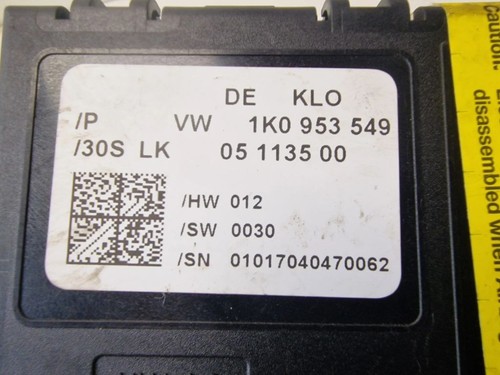 DE KLO
/P VW 1K0 953 549
/30S LK 05 1135 00
/HW 012
/SW 0030
/SN 01017040470062
disassembled when